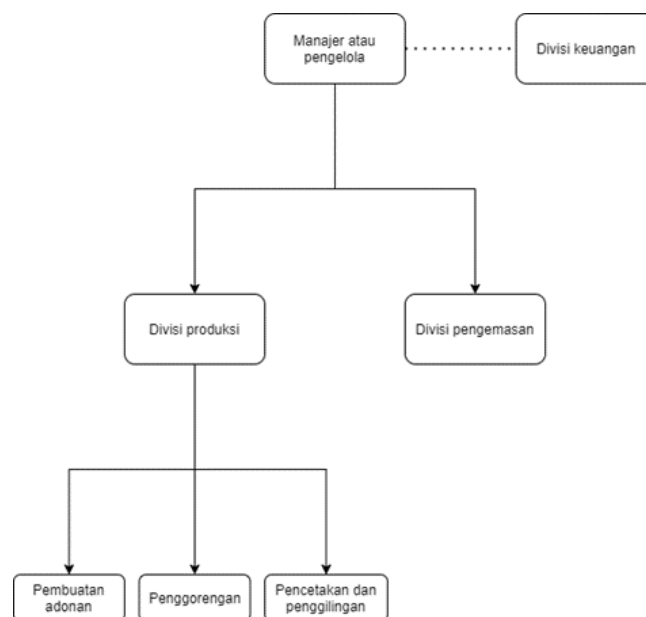 Manajer atau
pengelola
Divisi keuangan
Divisi produksi
Divisi pengemasan
Pembuatan
adonan
Penggorengan
Pencetakan dan
penggilingan